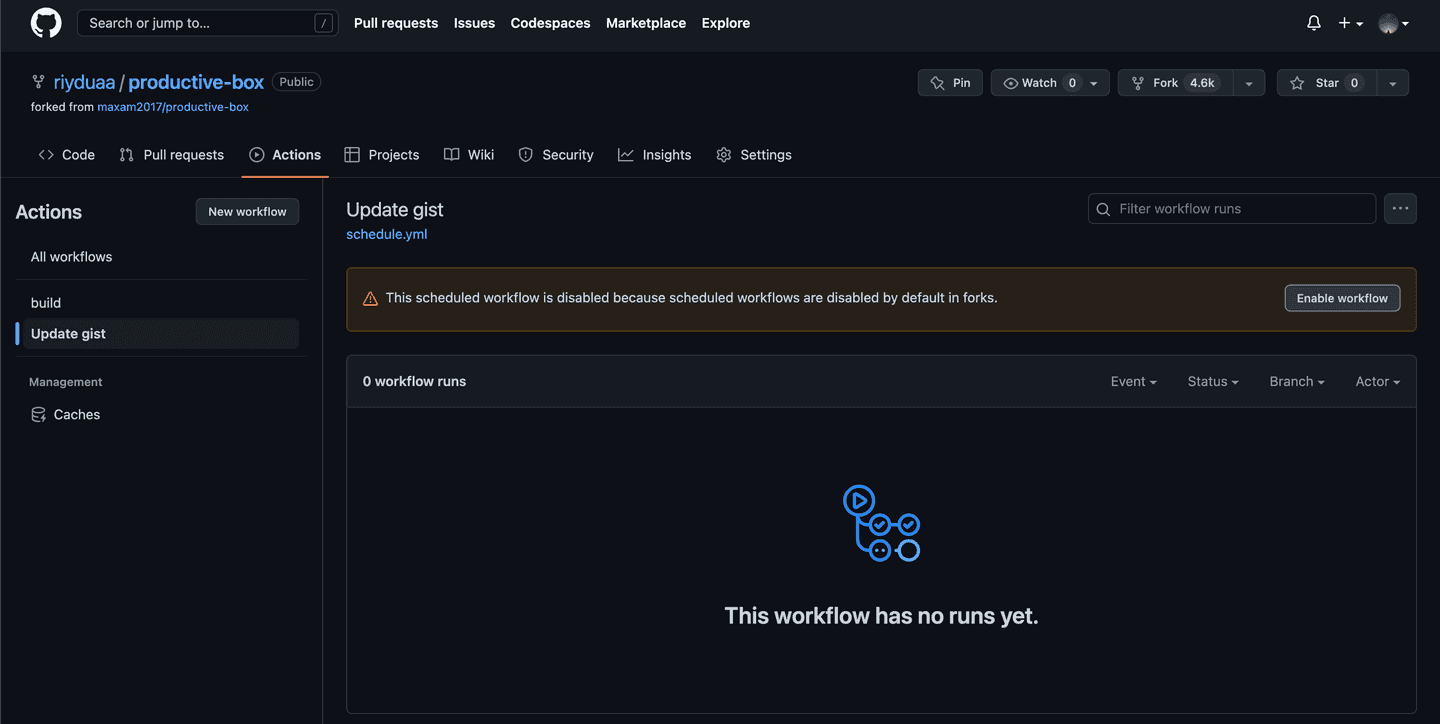 Search or jump to... /
Pull requests Issues Codespaces Marketplace Explore
riyduaa / productive-box Public
forked from maxam2017/productive-box
Pin
Watch 0
Fork 4.6k
Star 0
Code Pull requests Actions Projects Wiki Security Insights Settings
Actions
New workflow
All workflows
build
Update gist
Management
Caches
Update gist
schedule.yml
Filter workflow runs
This scheduled workflow is disabled because scheduled workflows are disabled by default in forks.
Enable workflow
0 workflow runs
Event Status Branch Actor
This workflow has no runs yet.